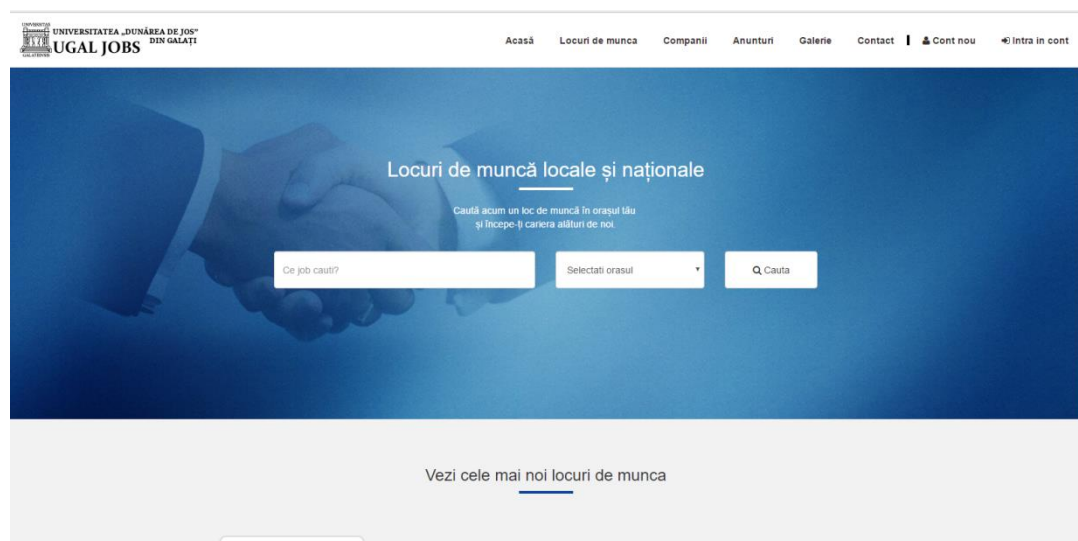 UNIVERSITATEA „DUNĂREA DE JOS”
DIN GALAȚI
UGAL JOBS
Acasă
Locuri de munca
Companii
Anunturi
Galerie
Contact
Cont nou
Intra in cont
Locuri de muncă locale și naționale
Caută acum un loc de muncă în orașul tău
și începe-ți cariera alături de noi.
Ce job cauti?
Selectati orasul
Cauta
Vezi cele mai noi locuri de munca